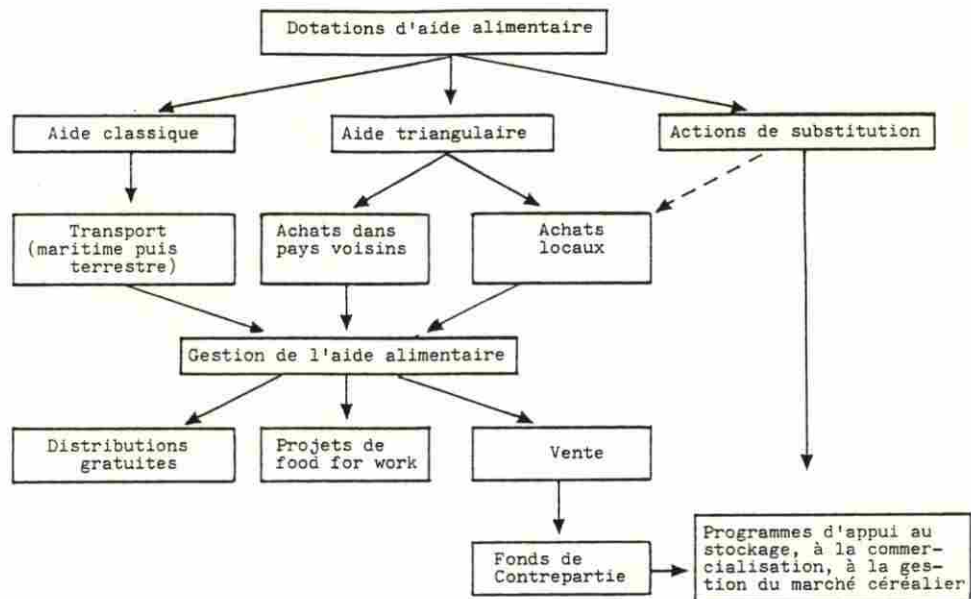 Dotations d'aide alimentaire
Aide classique
Aide triangulaire
Actions de substitution
Transport
(maritime puis
terrestre)
Achats dans
pays voisins
Achats
locaux
Gestion de l'aide alimentaire
Distributions
gratuites
Projets de
food for work
Vente
Fonds de
Contrepartie
Programmes d'appui au
stockage, à la commer-
cialisation, à la ges-
tion du marché céréalier